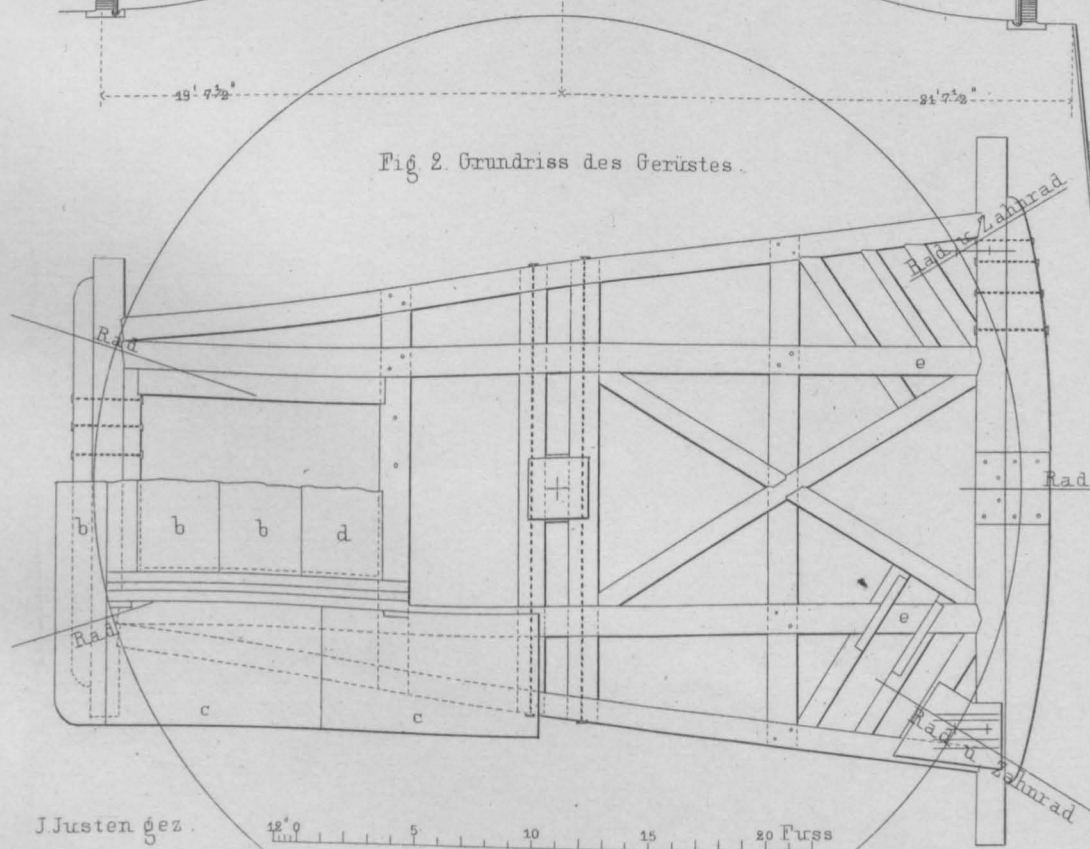 19' 7½"
21' 7½"
Fig. 2. Grundriss des Gerüstes.
Rad u. Zahnrad
Rad
e
Rad
b
b
b
d
e
Rad
c
c
Rad u. Zahnrad
J. Justen gez.
12" 0 5 10 15 20 Fuss